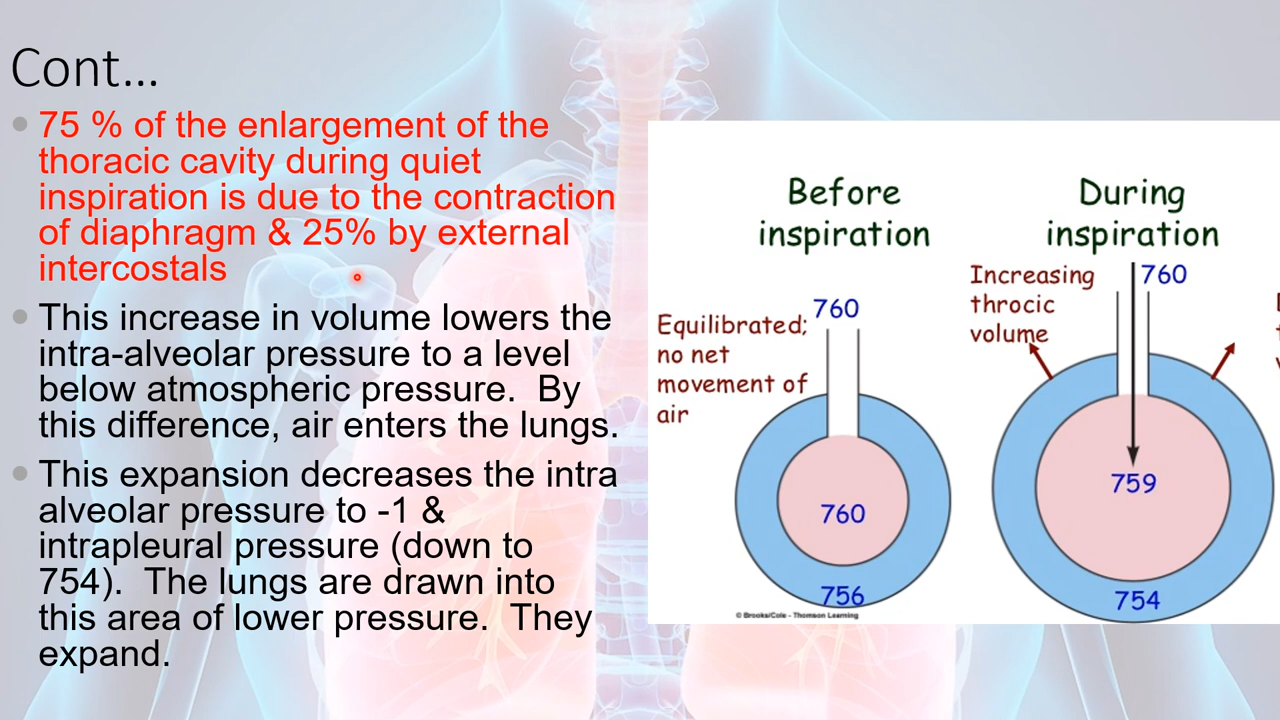 Cont…
75 % of the enlargement of the
thoracic cavity during quiet
inspiration is due to the contraction
of diaphragm & 25% by external
intercostals
This increase in volume lowers the
intra-alveolar pressure to a level
below atmospheric pressure.  By
this difference, air enters the lungs.
This expansion decreases the intra
alveolar pressure to -1 &
intrapleural pressure (down to
754).  The lungs are drawn into
this area of lower pressure.  They
expand.
Before
inspiration
760
Equilibrated;
no net
movement of
air
760
756
© Brooks/Cole - Thomson Learning
During
inspiration
760
Increasing
throcic
volume
759
754